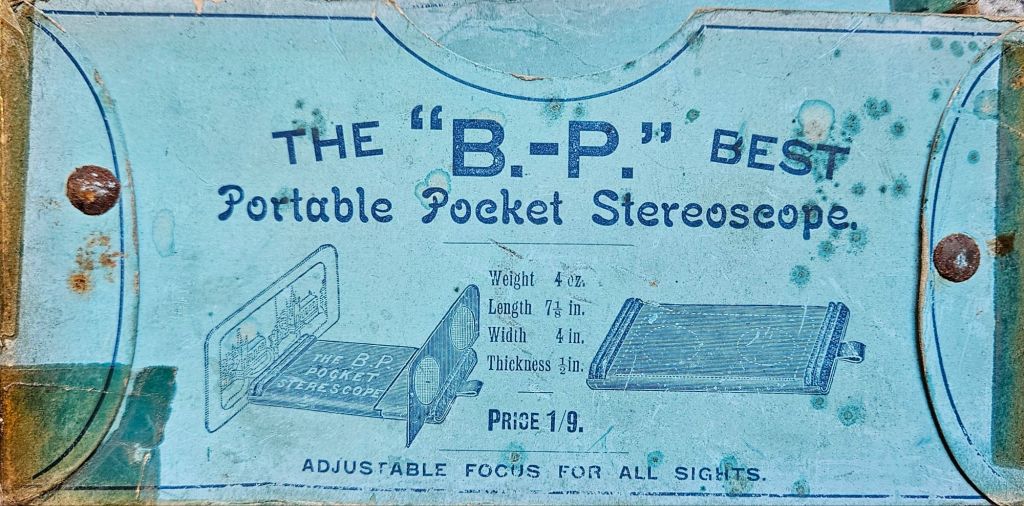 THE "B.-P." BEST
Portable Pocket Stereoscope.
Weight 4 oz.
Length 7½ in.
Width 4 in.
Thickness ½ in.
THE B P
POCKET
STERESCOPE
PRICE 1/9.
ADJUSTABLE FOCUS FOR ALL SIGHTS.